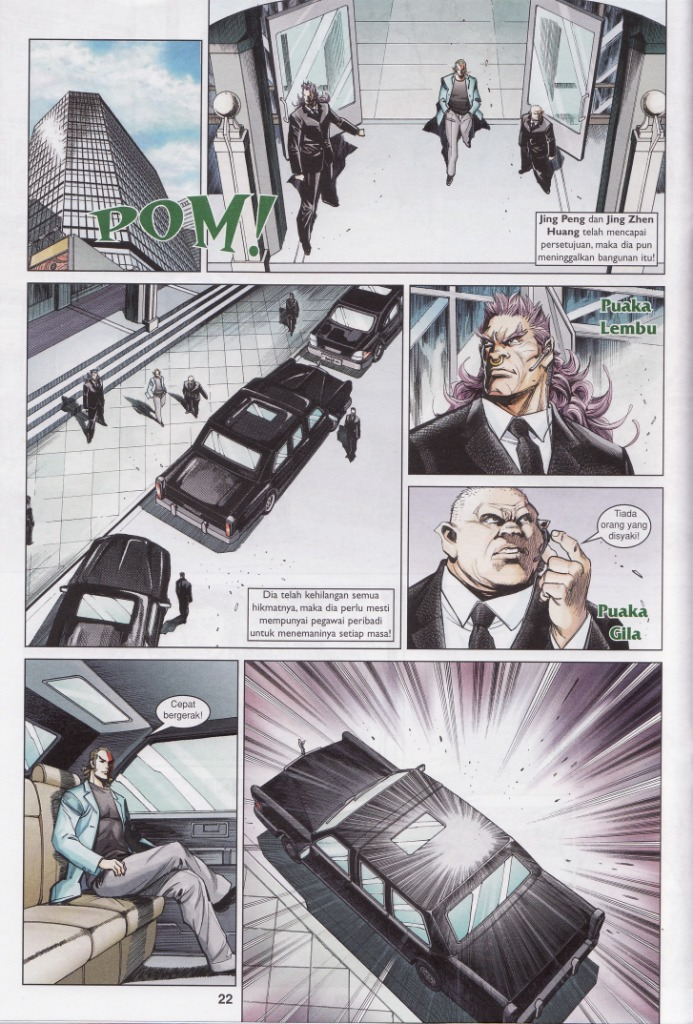 POM!
Jing Peng dan Jing Zhen
Huang telah mencapai
persetujuan, maka dia pun
meninggalkan bangunan itu!
Puaka
Lembu
Dia telah kehilangan semua
hikmatnya, maka dia perlu mesti
mempunyai pegawai peribadi
untuk menemaninya setiap masa!
Tiada
orang yang
disyaki!
Puaka
Gila
Cepat
bergerak!
22